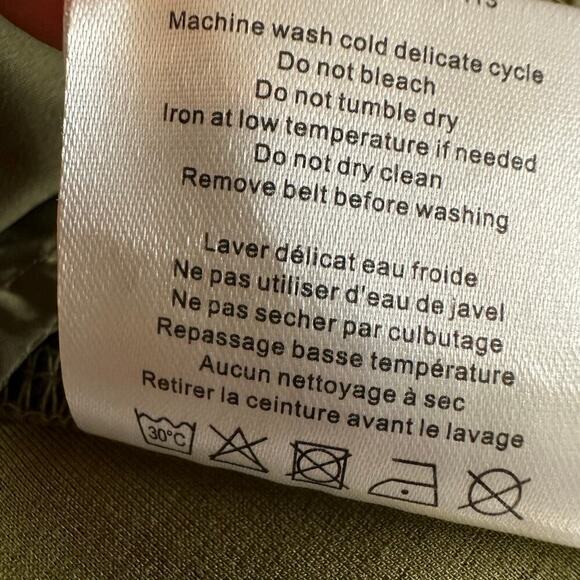 Machine wash cold delicate cycle
Do not bleach
Do not tumble dry
Iron at low temperature if needed
Do not dry clean
Remove belt before washing
Laver délicat eau froide
Ne pas utiliser d'eau de javel
Ne pas secher par culbutage
Repassage basse température
Aucun nettoyage à sec
Retirer la ceinture avant le lavage
30°C